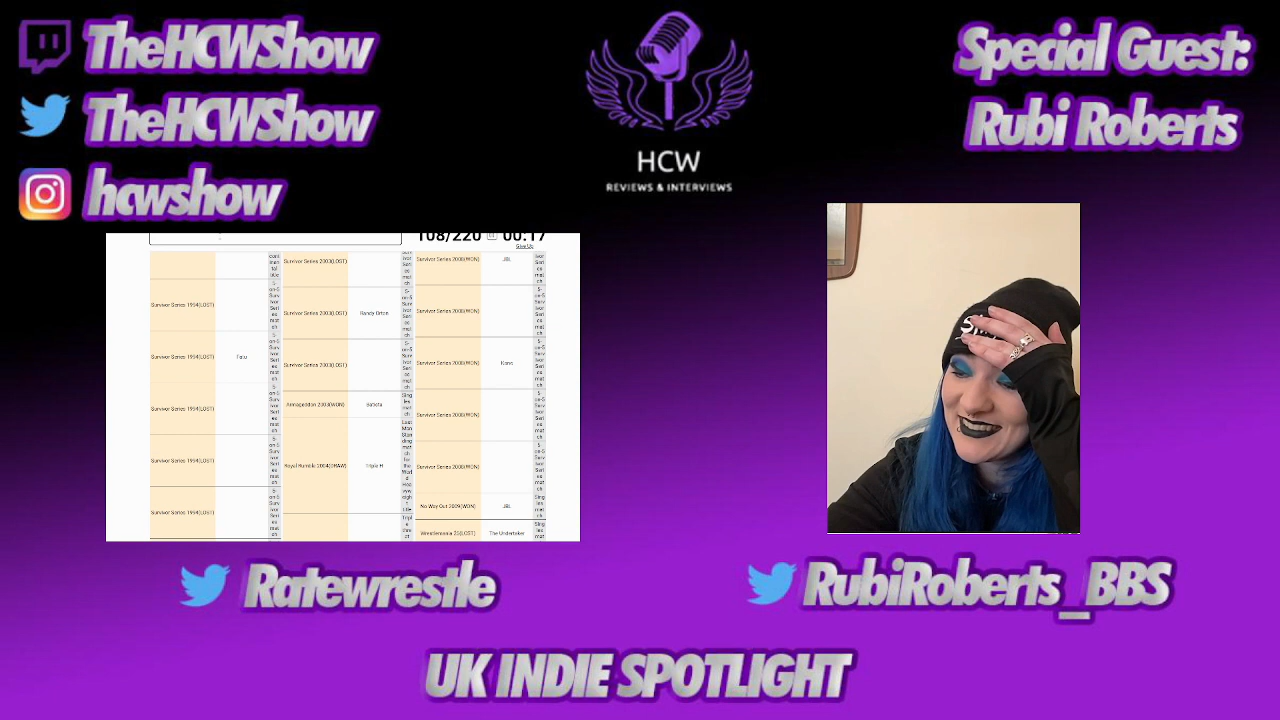 TheHCWShow
TheHCWShow
hcwshow
HCW
REVIEWS & INTERVIEWS
Special Guest:
Rubi Roberts
108/220 00:17
Give Up
Survivor Series 1994(LOST)
Survivor Series 1994(LOST) Fatu
Survivor Series 1994(LOST)
Survivor Series 1994(LOST)
Survivor Series 1994(LOST)
Survivor Series 2003(LOST)
Survivor Series 2003(LOST) Randy Orton
Survivor Series 2003(LOST)
Armageddon 2003(WON) Batista
Royal Rumble 2004(DRAW) Triple H
Survivor Series 2008(WON) JBL
Survivor Series 2008(WON)
Survivor Series 2008(WON) Kane
Survivor Series 2008(WON)
Survivor Series 2008(WON)
No Way Out 2009(WON) JBL
Wrestlemania 25(LOST) The Undertaker
Ratewrestle
RubiRoberts_BBS
UK INDIE SPOTLIGHT